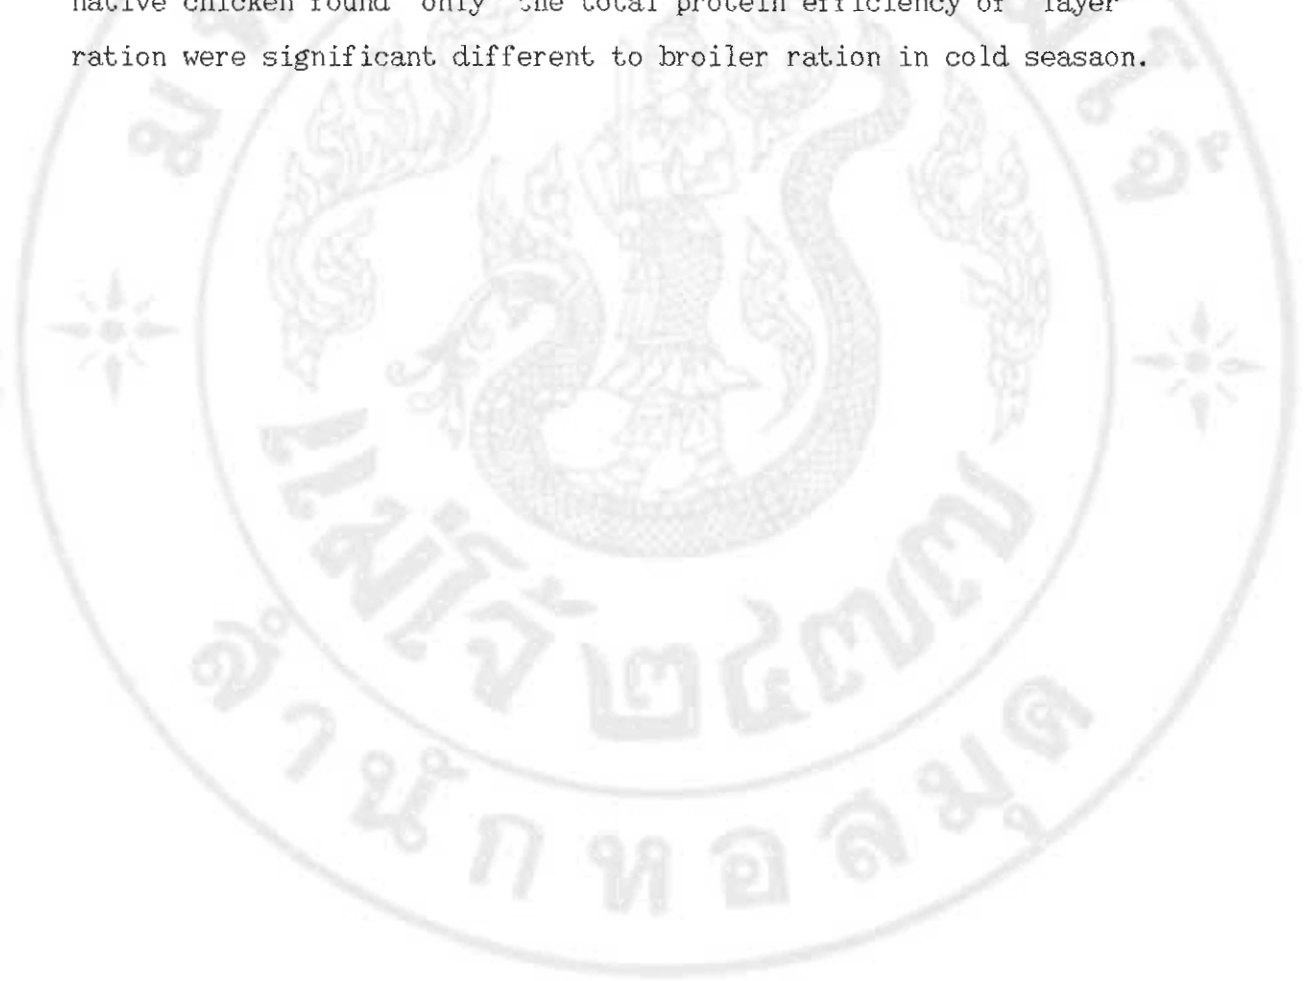 native chicken found only the total protein efficiency of layer
ration were significant different to broiler ration in cold seasaon.
แม่โจ้ ๒๔๗๗
สำนักหอสมุด